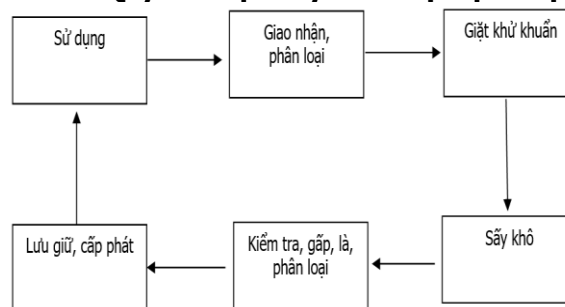 Sử dụng
Giao nhận,
phân loại
Giặt khử khuẩn
Sấy khô
Kiểm tra, gấp, là,
phân loại
Lưu giữ, cấp phát